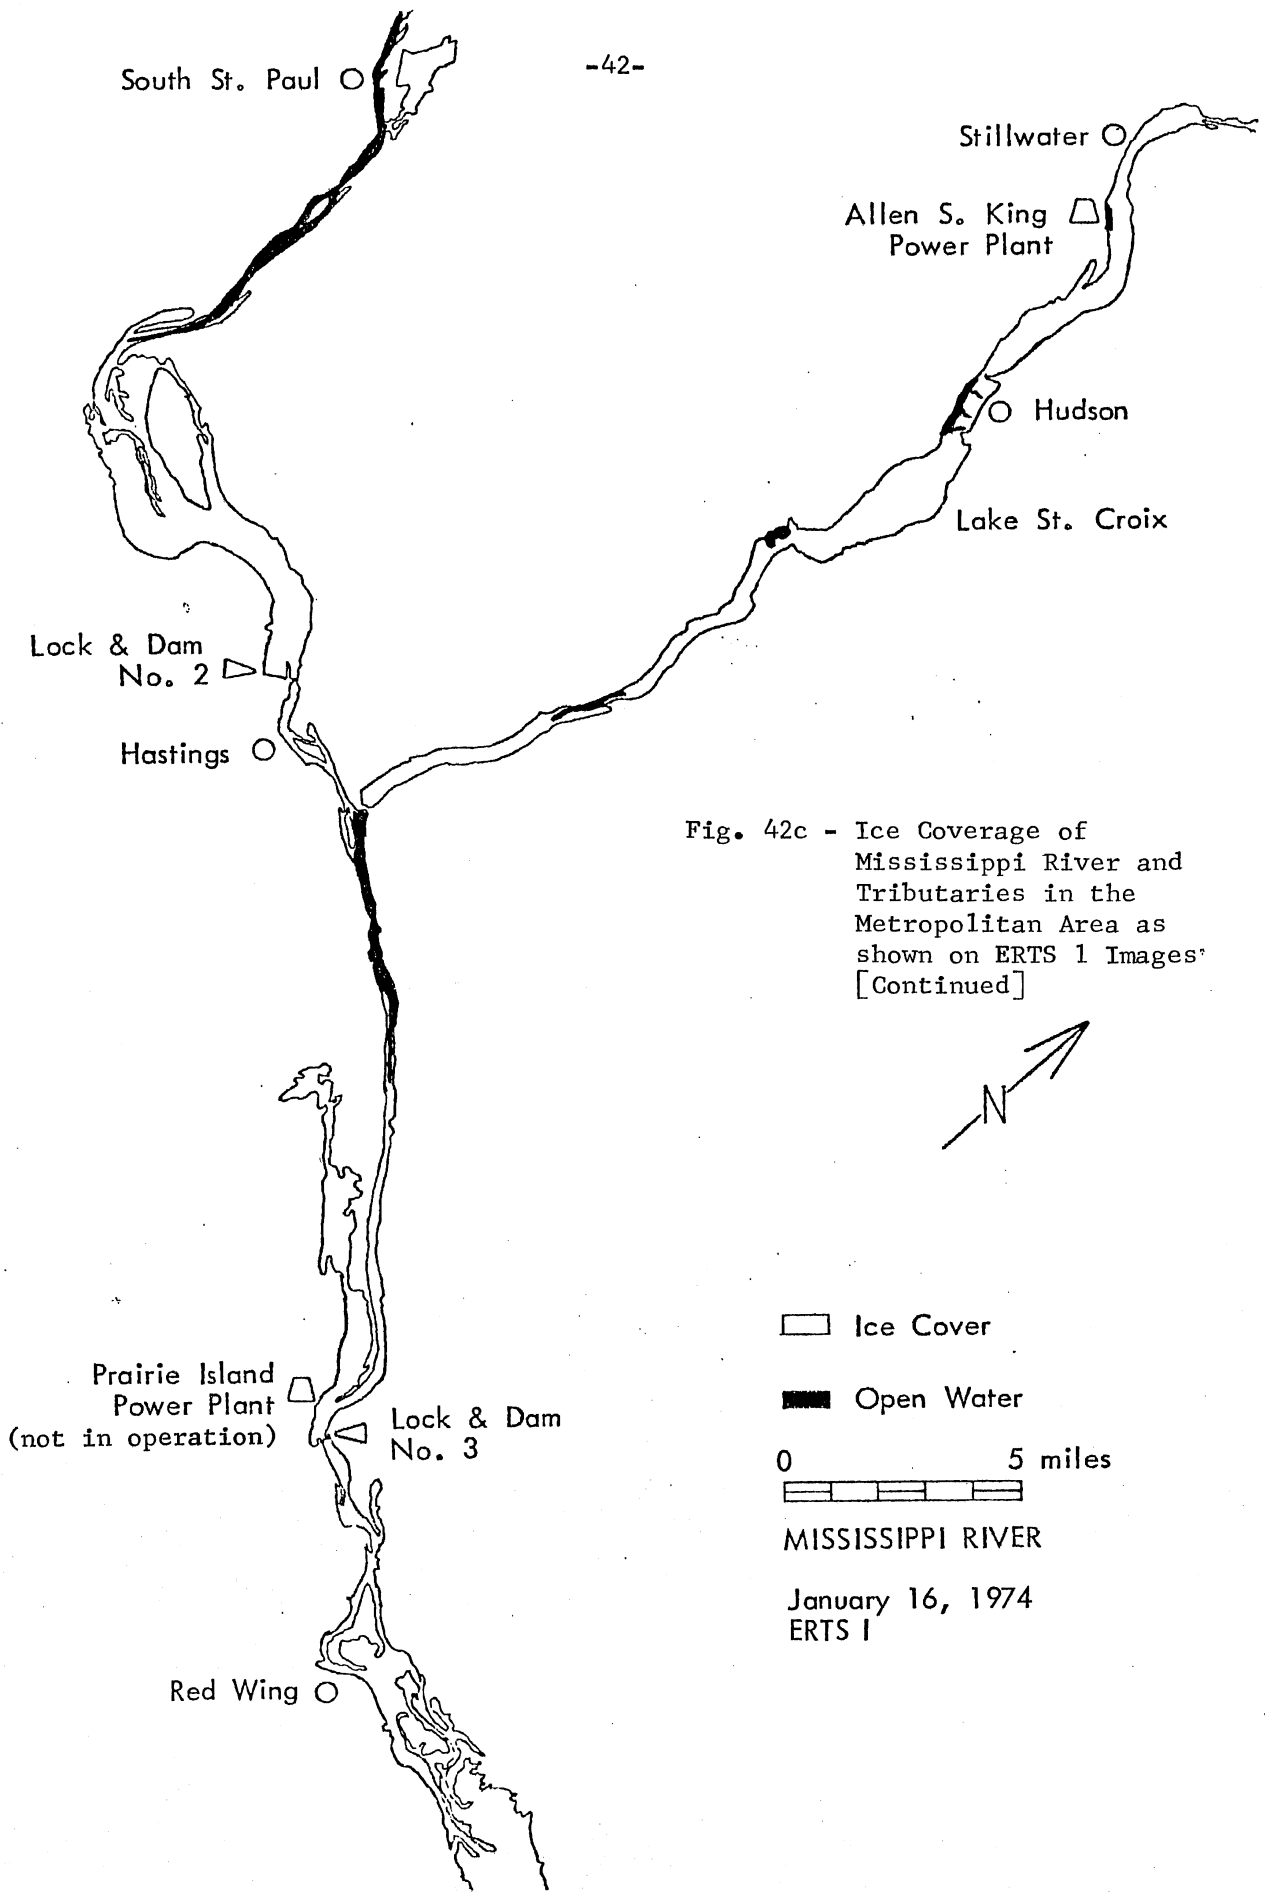 -42-
South St. Paul
Stillwater
Allen S. King
Power Plant
Hudson
Lake St. Croix
Lock & Dam
No. 2
Hastings
Fig. 42c - Ice Coverage of
Mississippi River and
Tributaries in the
Metropolitan Area as
shown on ERTS 1 Images
[Continued]
N
Ice Cover
Open Water
Prairie Island
Power Plant
(not in operation)
Lock & Dam
No. 3
0 5 miles
MISSISSIPPI RIVER
January 16, 1974
ERTS I
Red Wing